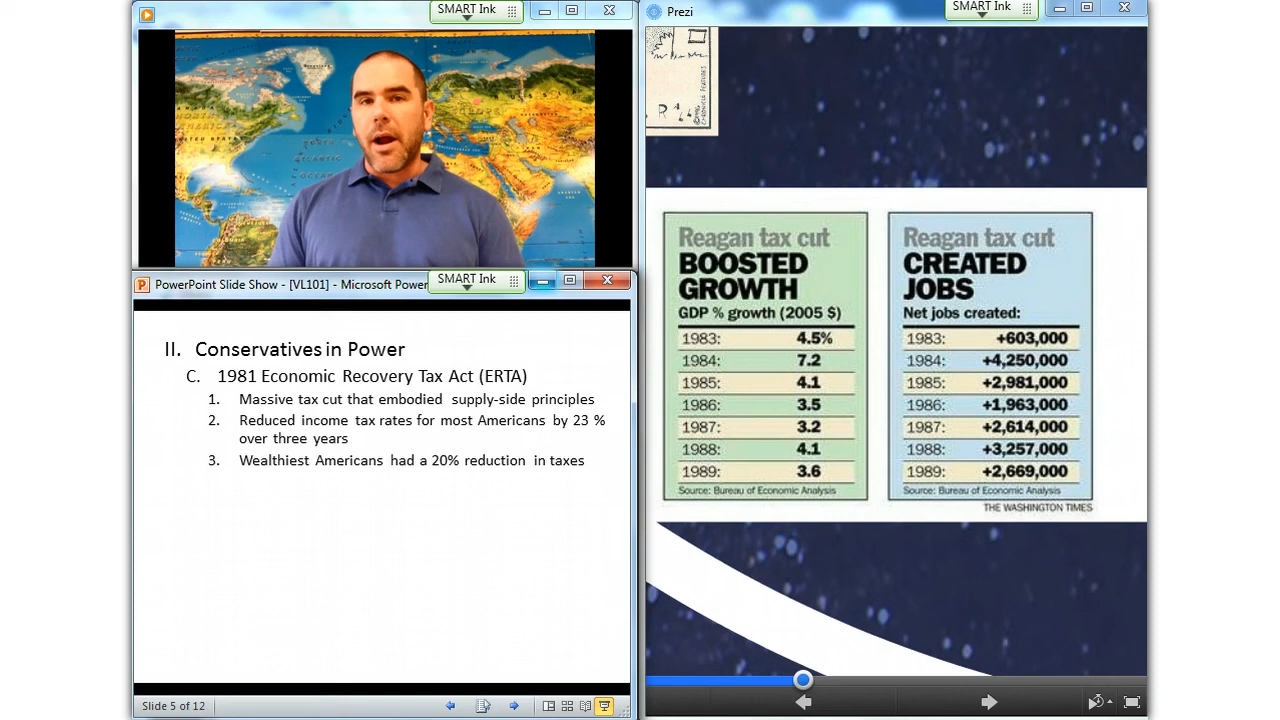 SMART Ink
Prezi
SMART Ink
© CHRONICLE FEATURES
PowerPoint Slide Show - [VL101] - Microsoft Power
SMART Ink
II. Conservatives in Power
C. 1981 Economic Recovery Tax Act (ERTA)
1. Massive tax cut that embodied supply-side principles
2. Reduced income tax rates for most Americans by 23 %
over three years
3. Wealthiest Americans had a 20% reduction in taxes
Slide 5 of 12
Reagan tax cut
BOOSTED
GROWTH
GDP % growth (2005 $)
1983: 4.5%
1984: 7.2
1985: 4.1
1986: 3.5
1987: 3.2
1988: 4.1
1989: 3.6
Source: Bureau of Economic Analysis
Reagan tax cut
CREATED
JOBS
Net jobs created:
1983: +603,000
1984: +4,250,000
1985: +2,981,000
1986: +1,963,000
1987: +2,614,000
1988: +3,257,000
1989: +2,669,000
Source: Bureau of Economic Analysis
THE WASHINGTON TIMES